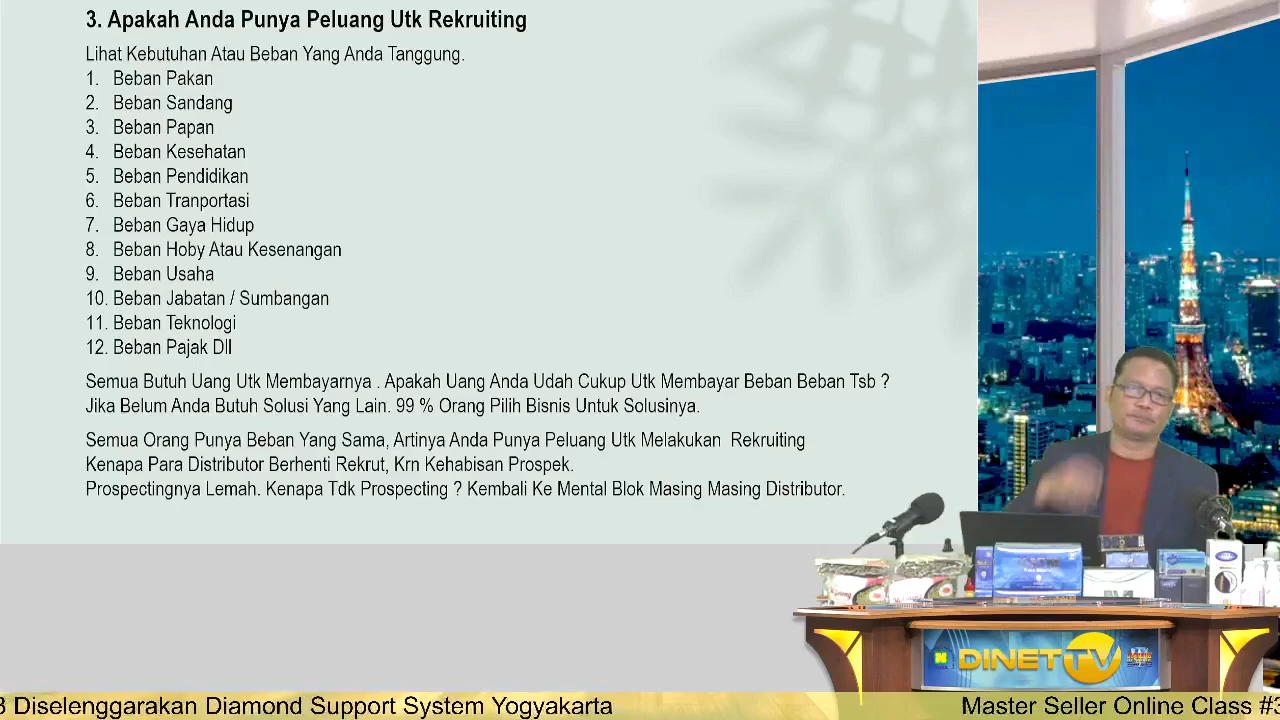 3. Apakah Anda Punya Peluang Utk Rekruiting
Lihat Kebutuhan Atau Beban Yang Anda Tanggung.
1. Beban Pakan
2. Beban Sandang
3. Beban Papan
4. Beban Kesehatan
5. Beban Pendidikan
6. Beban Tranportasi
7. Beban Gaya Hidup
8. Beban Hoby Atau Kesenangan
9. Beban Usaha
10. Beban Jabatan / Sumbangan
11. Beban Teknologi
12. Beban Pajak Dll
Semua Butuh Uang Utk Membayarnya . Apakah Uang Anda Udah Cukup Utk Membayar Beban Beban Tsb ?
Jika Belum Anda Butuh Solusi Yang Lain. 99 % Orang Pilih Bisnis Untuk Solusinya.
Semua Orang Punya Beban Yang Sama, Artinya Anda Punya Peluang Utk Melakukan Rekruiting
Kenapa Para Distributor Berhenti Rekrut, Krn Kehabisan Prospek.
Prospectingnya Lemah. Kenapa Tdk Prospecting ? Kembali Ke Mental Blok Masing Masing Distributor.
DINET TV
3 Diselenggarakan Diamond Support System Yogyakarta
Master Seller Online Class #3